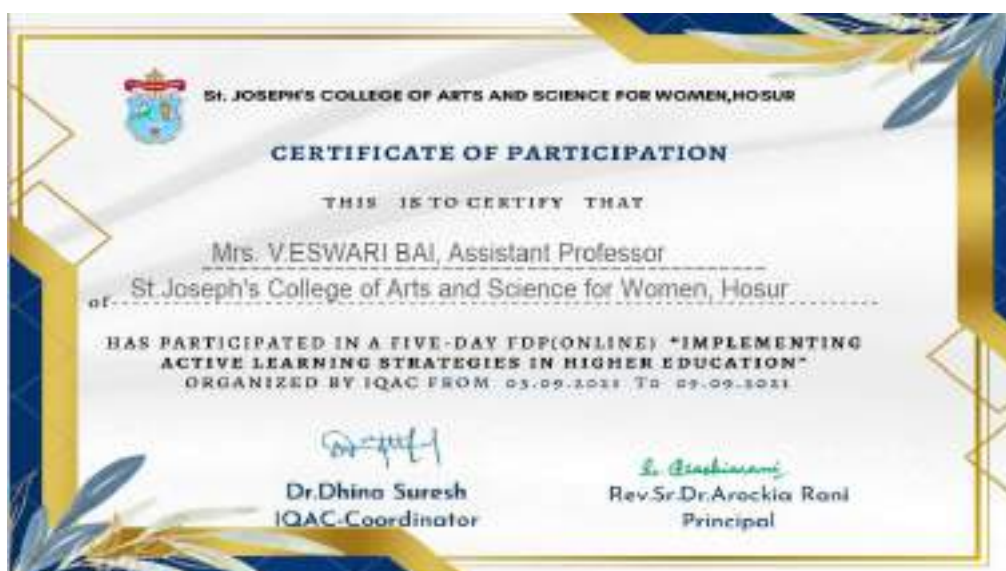 St. JOSEPH'S COLLEGE OF ARTS AND SCIENCE FOR WOMEN,HOSUR
CERTIFICATE OF PARTICIPATION
THIS IS TO CERTIFY THAT
Mrs. V.ESWARI BAI, Assistant Professor
of St.Joseph's College of Arts and Science for Women, Hosur
HAS PARTICIPATED IN A FIVE-DAY FDP(ONLINE) "IMPLEMENTING
ACTIVE LEARNING STRATEGIES IN HIGHER EDUCATION"
ORGANIZED BY IQAC FROM 03.09.2021 TO 09.09.2021
Dr.Dhina Suresh
IQAC-Coordinator
Rev.Sr.Dr.Arockia Rani
Principal